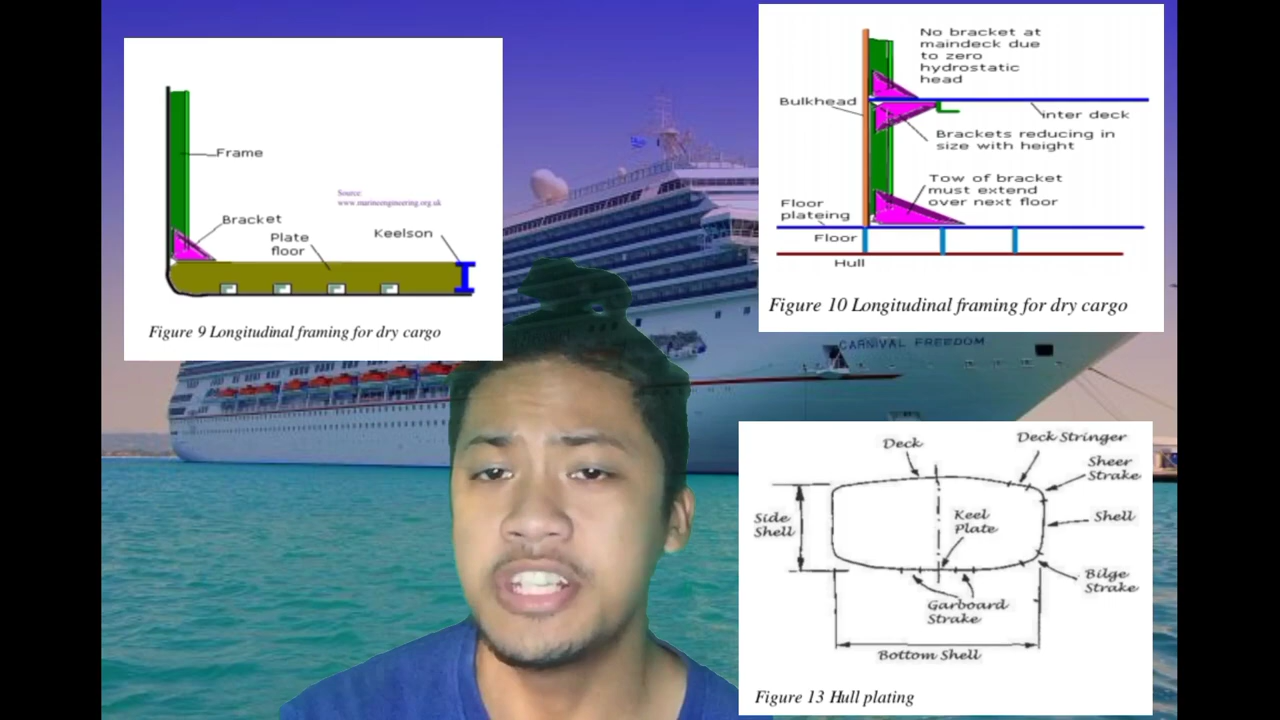 Frame
Source:
www.marineengineering.org.uk
Bracket
Plate
floor
Keelson
Figure 9 Longitudinal framing for dry cargo
No bracket at
maindeck due
to zero
hydrostatic
head
Bulkhead
inter deck
Brackets reducing in
size with height
Tow of bracket
must extend
over next floor
Floor
plateing
Floor
Hull
Figure 10 Longitudinal framing for dry cargo
CARNIVAL FREEDOM
Deck
Deck Stringer
Sheer
Strake
Side
Shell
Keel
Plate
Shell
Bilge
Strake
Garboard
Strake
Bottom Shell
Figure 13 Hull plating